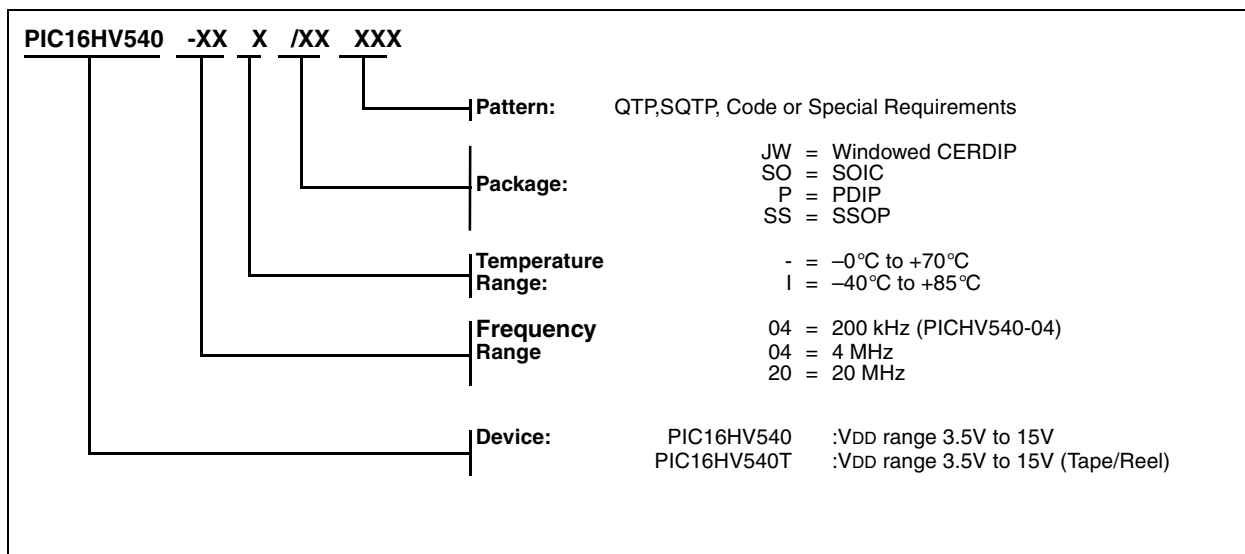 PIC16HV540 -XX X /XX XXX
Pattern: QTP,SQTP, Code or Special Requirements
Package:
JW = Windowed CERDIP
SO = SOIC
P = PDIP
SS = SSOP
Temperature
Range:
- = –0°C to +70°C
I = –40°C to +85°C
Frequency
Range
04 = 200 kHz (PICHV540-04)
04 = 4 MHz
20 = 20 MHz
Device: PIC16HV540 :VDD range 3.5V to 15V
PIC16HV540T :VDD range 3.5V to 15V (Tape/Reel)